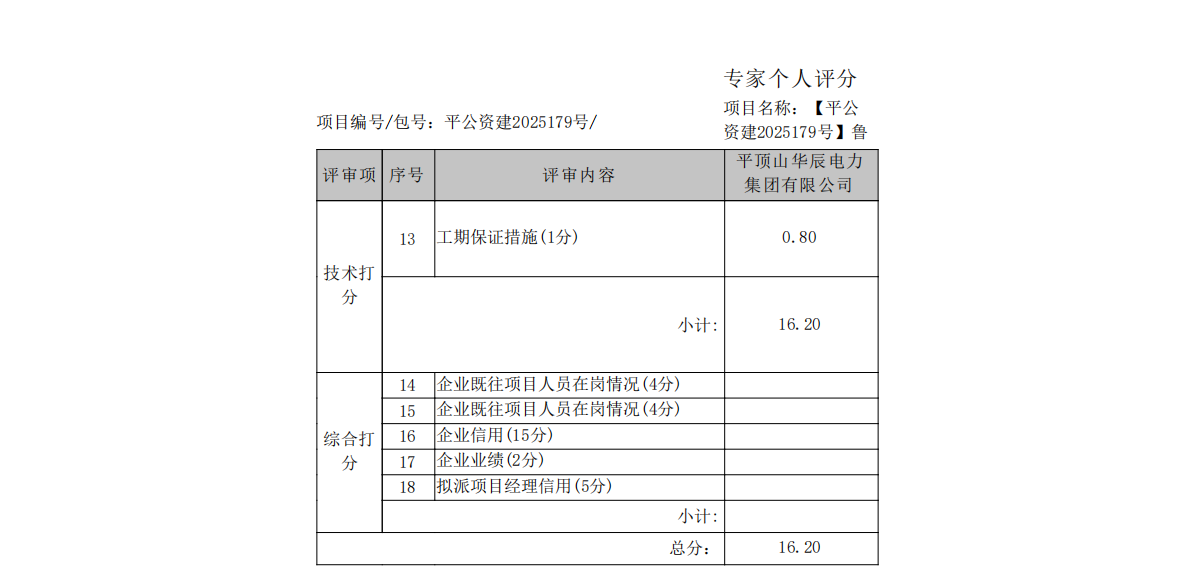 专家个人评分
项目编号/包号: 平公资建2025179号/
项目名称: 【平公
资建2025179号】鲁
评审项 序号 评审内容 平顶山华辰电力
集团有限公司
技术打
分
13 工期保证措施(1分) 0.80
小计: 16.20
综合打
分
14 企业既往项目人员在岗情况(4分)
15 企业既往项目人员在岗情况(4分)
16 企业信用(15分)
17 企业业绩(2分)
18 拟派项目经理信用(5分)
小计:
总分: 16.20